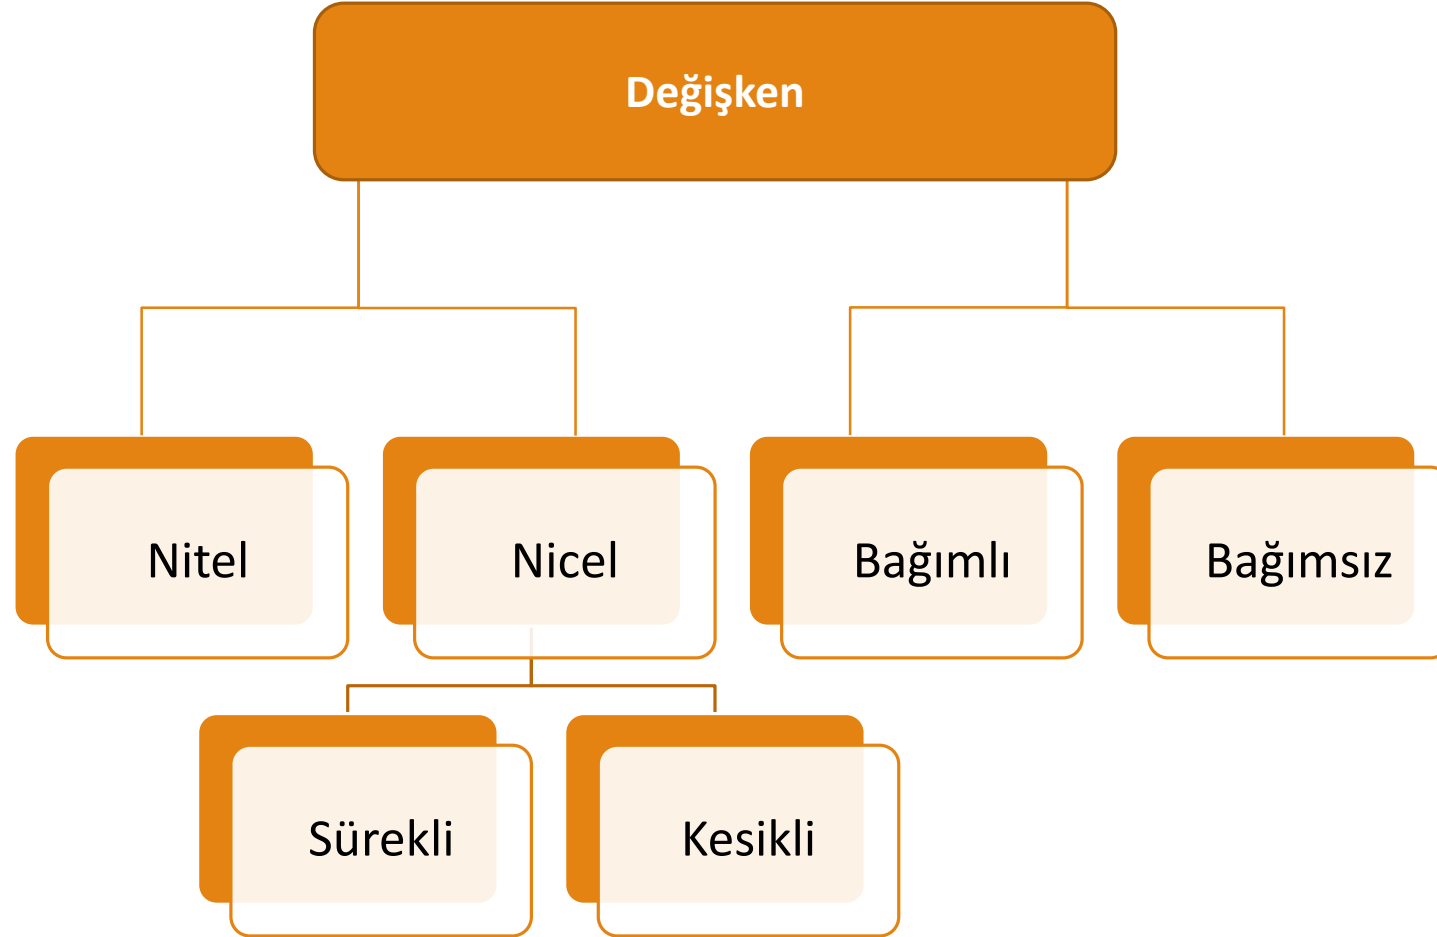 Değişken
Nitel
Nicel
Bağımlı
Bağımsız
Sürekli
Kesikli